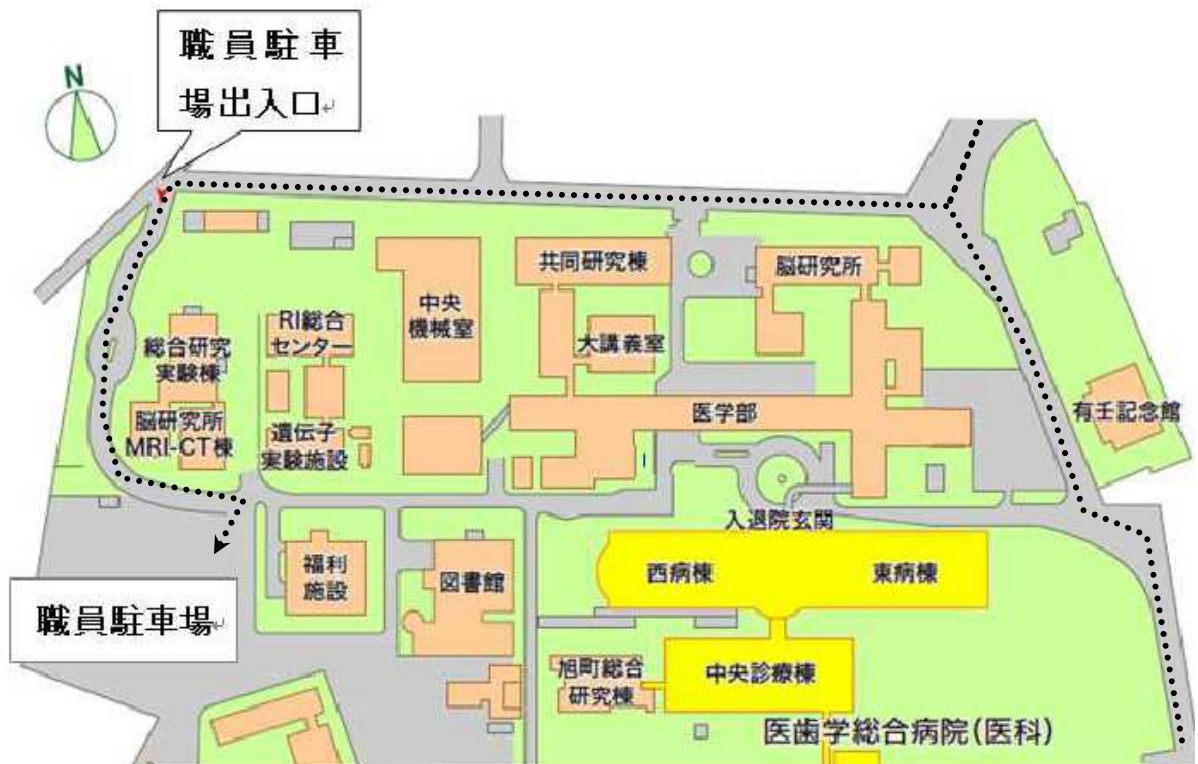 職員駐車
場出入口
N
共同研究棟
脳研究所
中央
機械室
RI総合
センター
大講義室
総合研究
実験棟
医学部
有壬記念館
脳研究所
MRI-CT棟
遺伝子
実験施設
入退院玄関
福利
施設
図書館
西病棟
東病棟
職員駐車場
旭町総合
研究棟
中央診療棟
医歯学総合病院(医科)